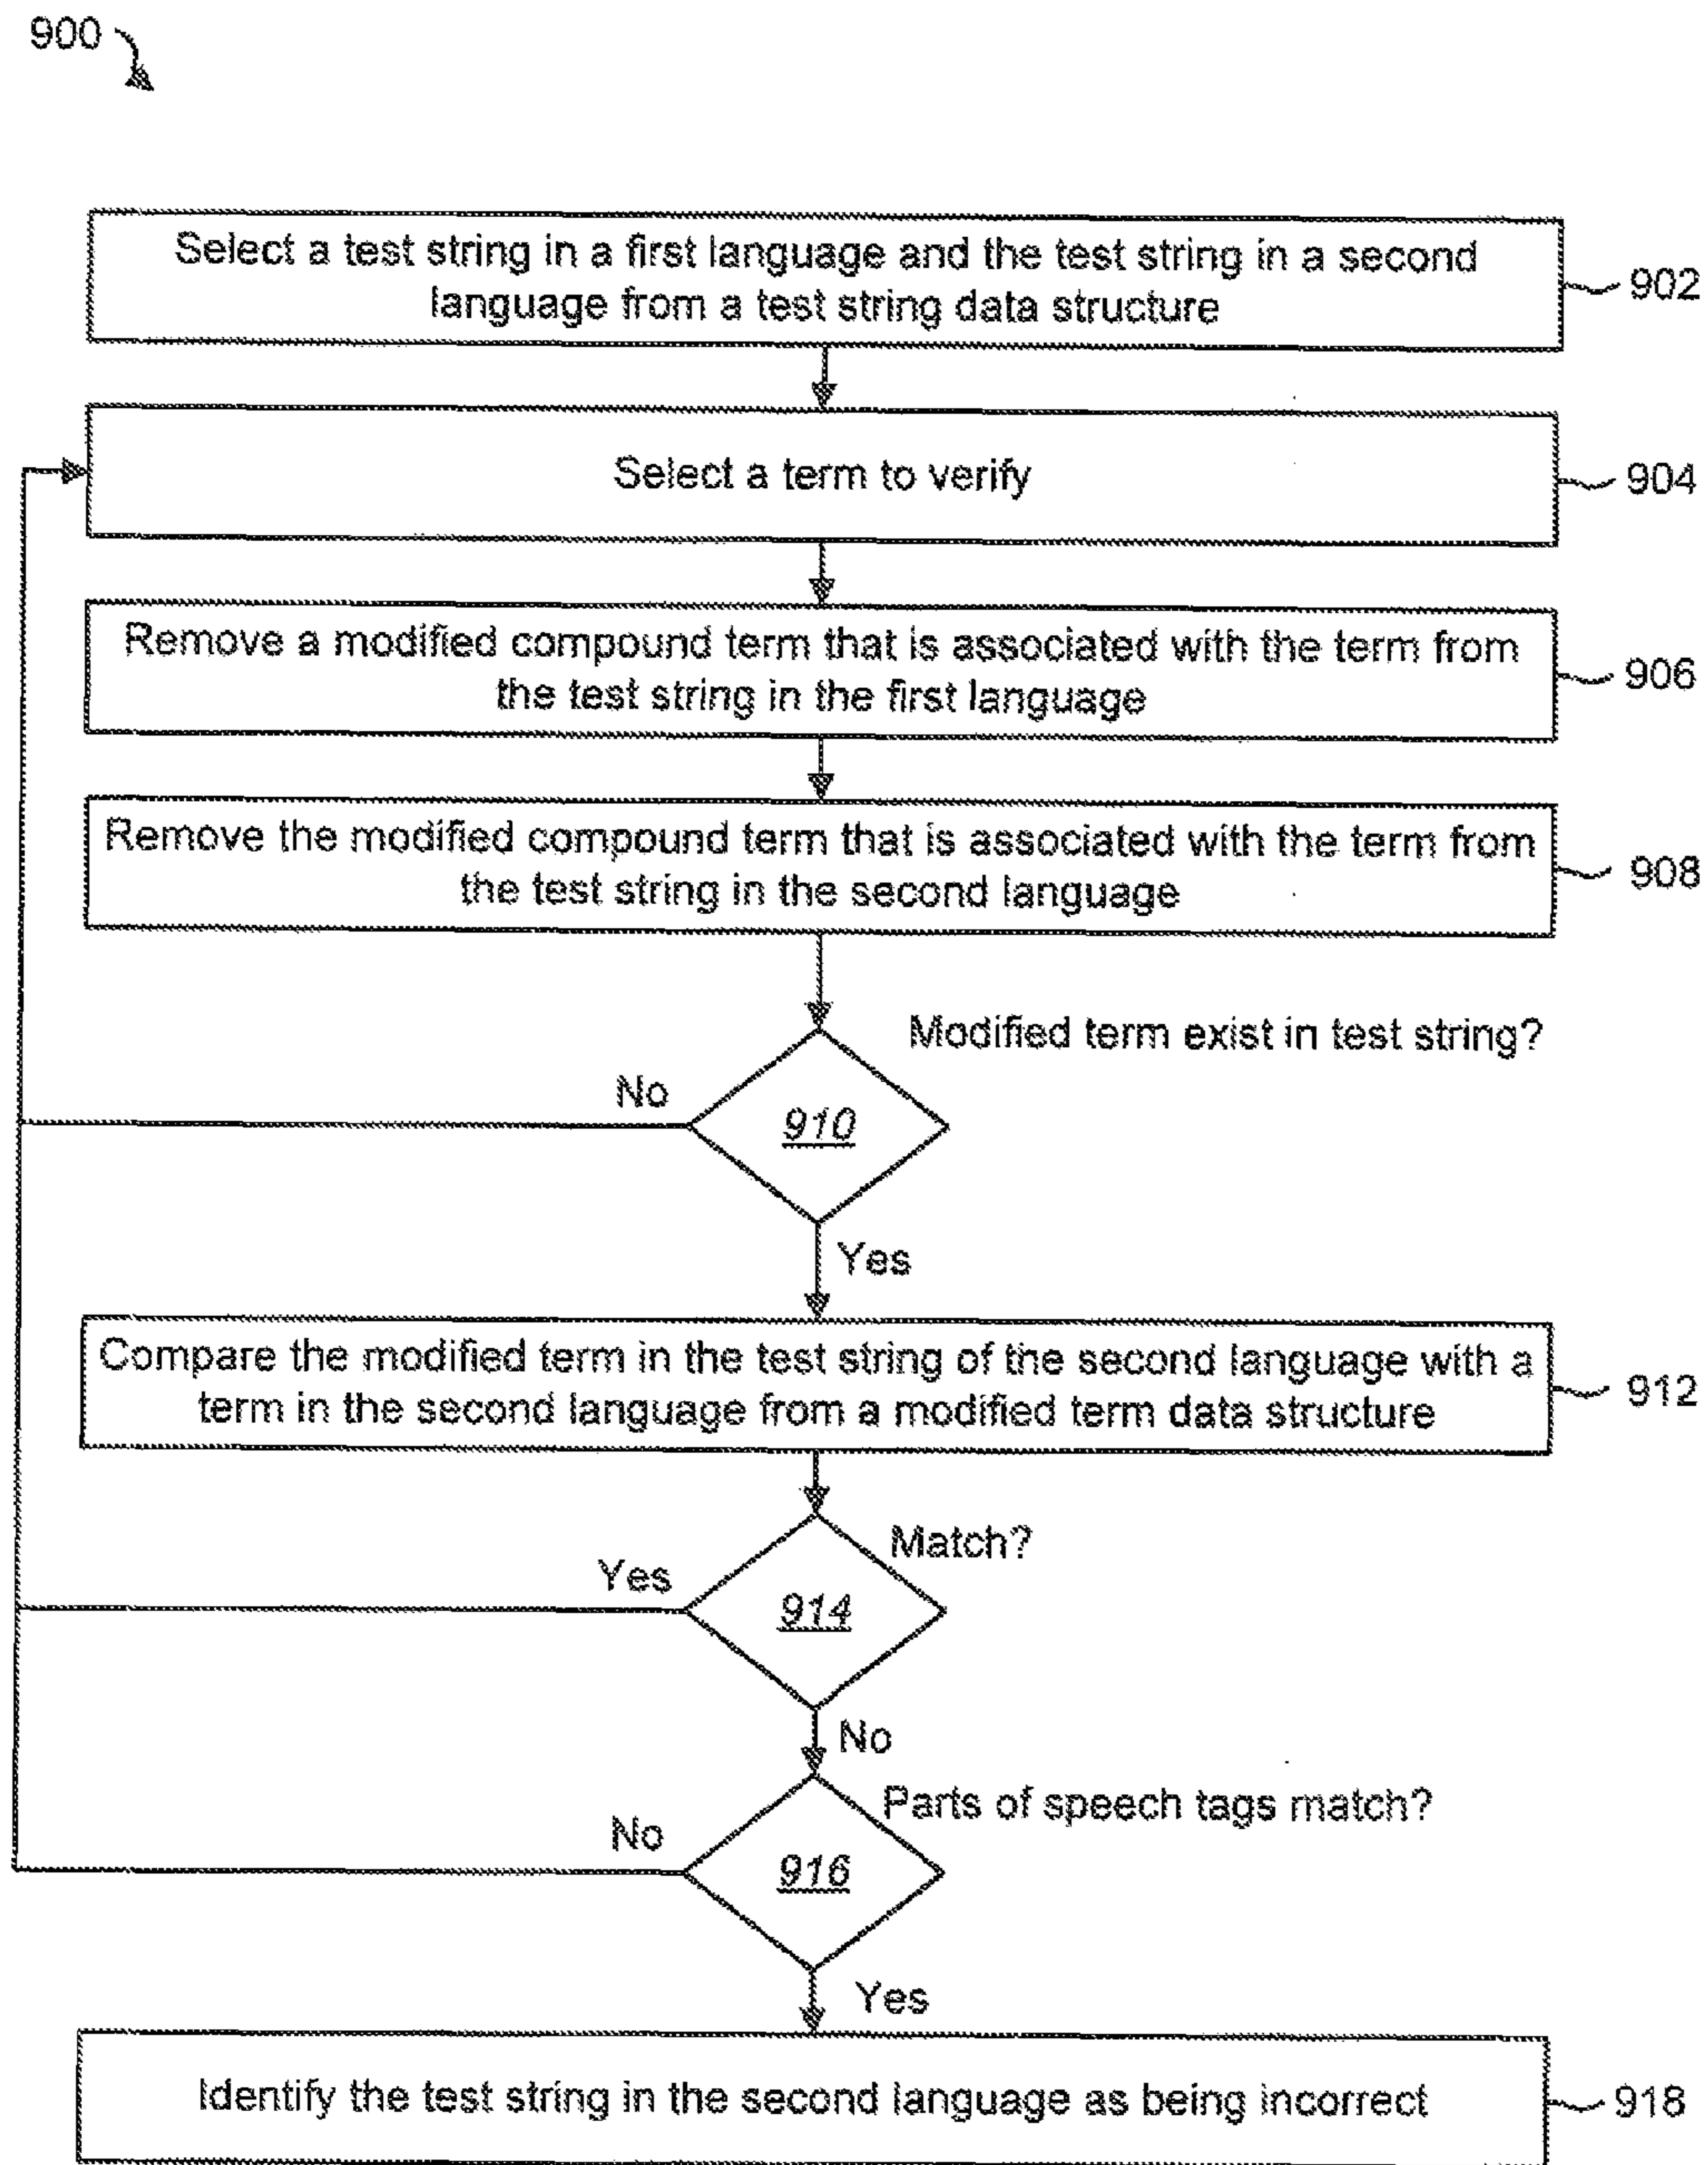 900
Select a test string in a first language and the test string in a second
language from a test string data structure
902
Select a term to verify
904
Remove a modified compound term that is associated with the term from
the test string in the first language
906
Remove the modified compound term that is associated with the term from
the test string in the second language
908
Modified term exist in test string?
No
910
Yes
Compare the modified term in the test string of the second language with a
term in the second language from a modified term data structure
912
Match?
Yes
914
No
Parts of speech tags match?
No
916
Yes
Identify the test string in the second language as being incorrect
918